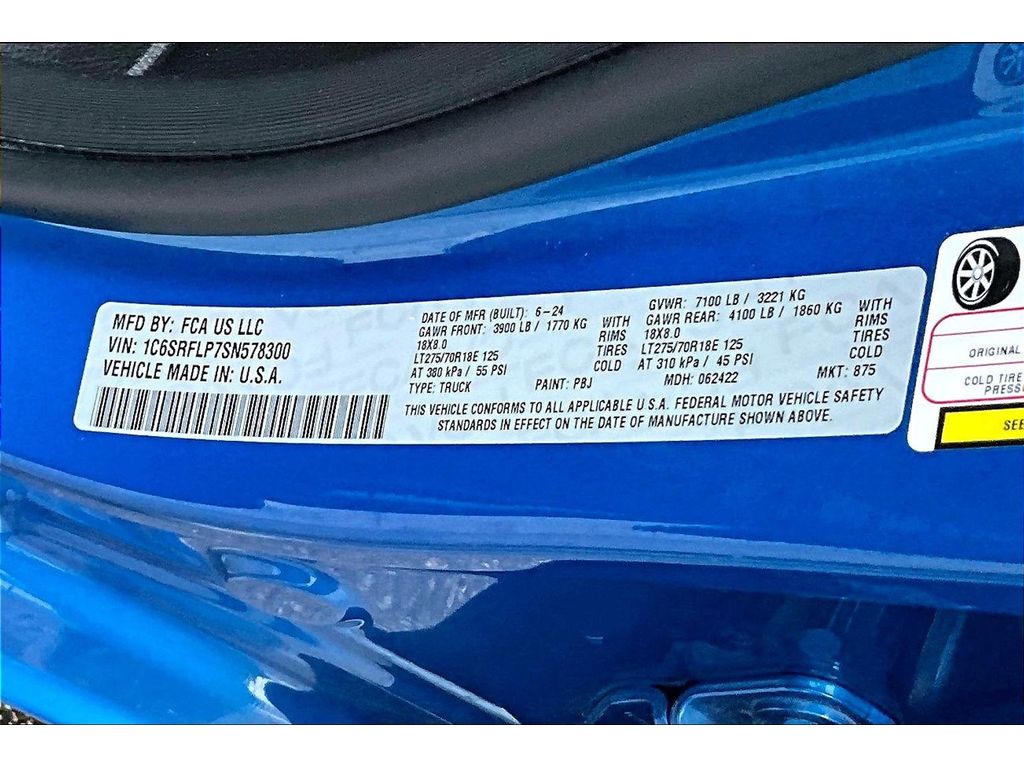 MFD BY: FCA US LLC
VIN: 1C6SRFLP7SN578300
VEHICLE MADE IN: U.S.A.
DATE OF MFR (BUILT): 6-24
GAWR FRONT: 3900 LB / 1770 KG WITH
18X8.0 RIMS
LT275/70R18E 125 TIRES
AT 380 kPa / 55 PSI COLD
TYPE: TRUCK PAINT: PBJ
GVWR: 7100 LB / 3221 KG
GAWR REAR: 4100 LB / 1860 KG WITH
18X8.0 RIMS
LT275/70R18E 125 TIRES
AT 310 kPa / 45 PSI COLD
MDH: 062422 MKT: 875
THIS VEHICLE CONFORMS TO ALL APPLICABLE U.S.A. FEDERAL MOTOR VEHICLE SAFETY
STANDARDS IN EFFECT ON THE DATE OF MANUFACTURE SHOWN ABOVE.
ORIGINAL
COLD TIRE
PRESS
SEE